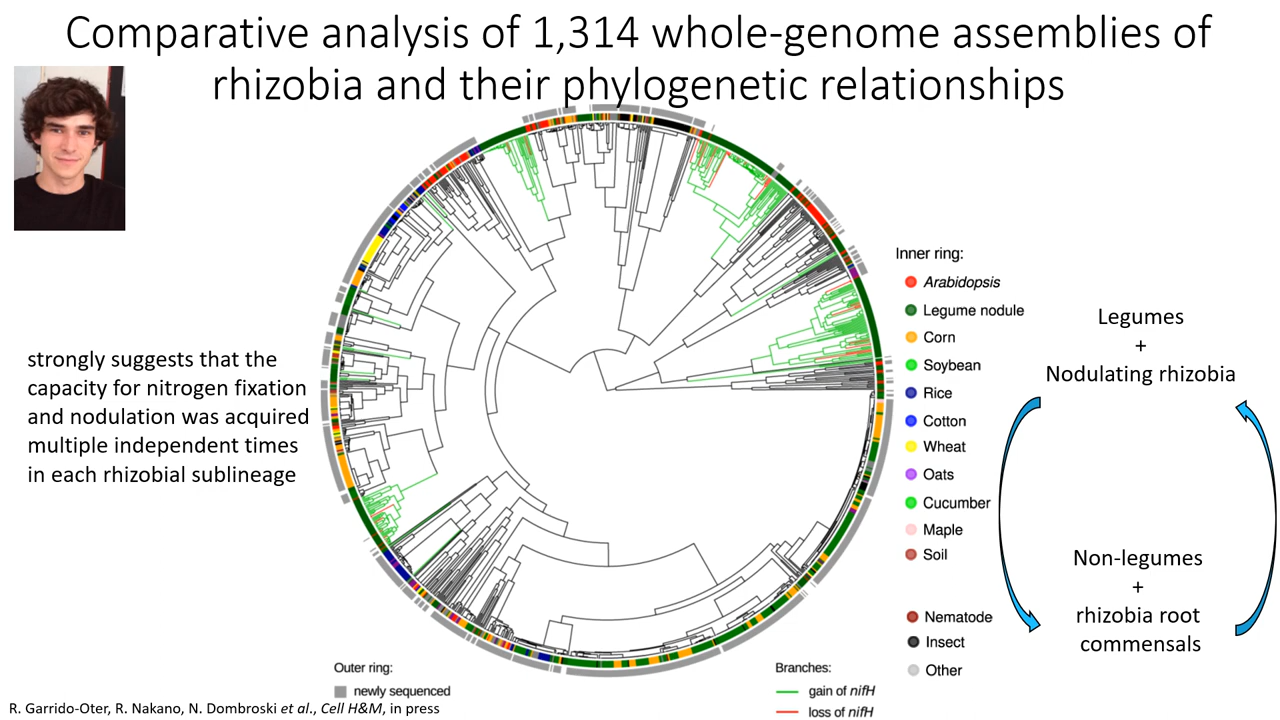 Comparative analysis of 1,314 whole-genome assemblies of
rhizobia and their phylogenetic relationships
strongly suggests that the
capacity for nitrogen fixation
and nodulation was acquired
multiple independent times
in each rhizobial sublineage
Inner ring:
Arabidopsis
Legume nodule
Corn
Soybean
Rice
Cotton
Wheat
Oats
Cucumber
Maple
Soil
Nematode
Insect
Other
Legumes
+
Nodulating rhizobia
Non-legumes
+
rhizobia root
commensals
Outer ring:
newly sequenced
Branches:
gain of nifH
loss of nifH
R. Garrido-Oter, R. Nakano, N. Dombroski et al., Cell H&M, in press